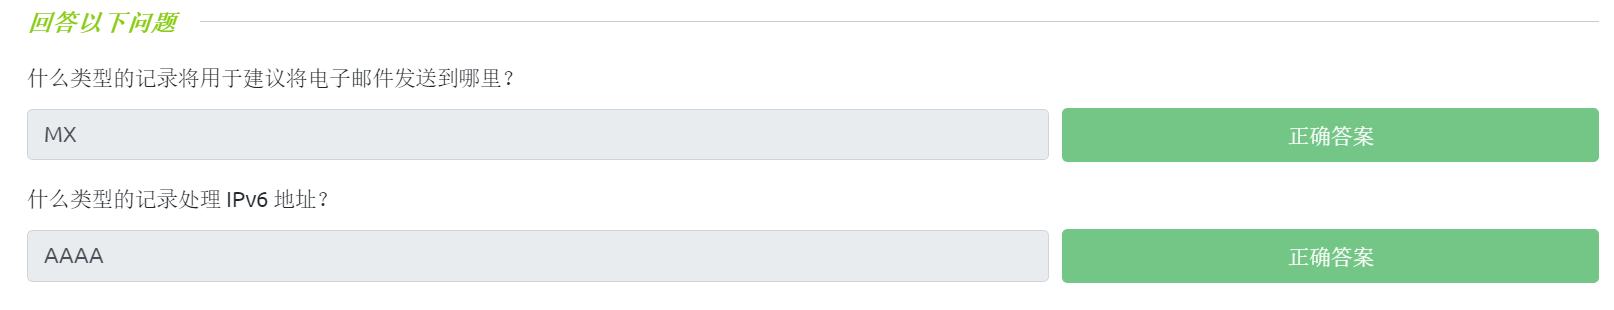 回答以下问题
什么类型的记录将用于建议将电子邮件发送到哪里？
MX
正确答案
什么类型的记录处理 IPv6 地址？
AAAA
正确答案